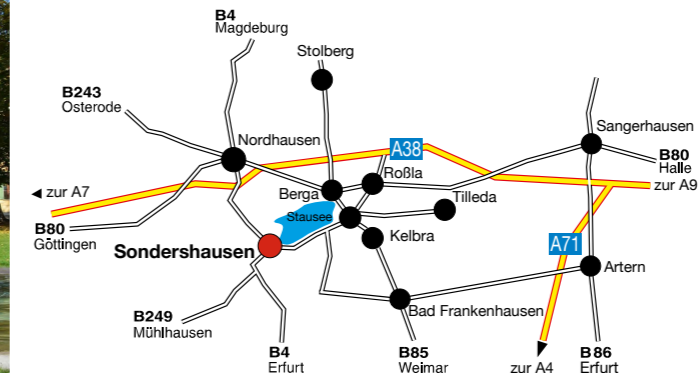 B4
Magdeburg
Stolberg
B243
Osterode
Nordhausen
Sangerhausen
A38
B80
Halle
Roßla
◄ zur A7
Berga
Tilleda
zur A9
Stausee
B80
Göttingen
Kelbra
Sondershausen
A71
Artern
Bad Frankenhausen
B249
Mühlhausen
B4
Erfurt
B85
Weimar
zur A4
B86
Erfurt